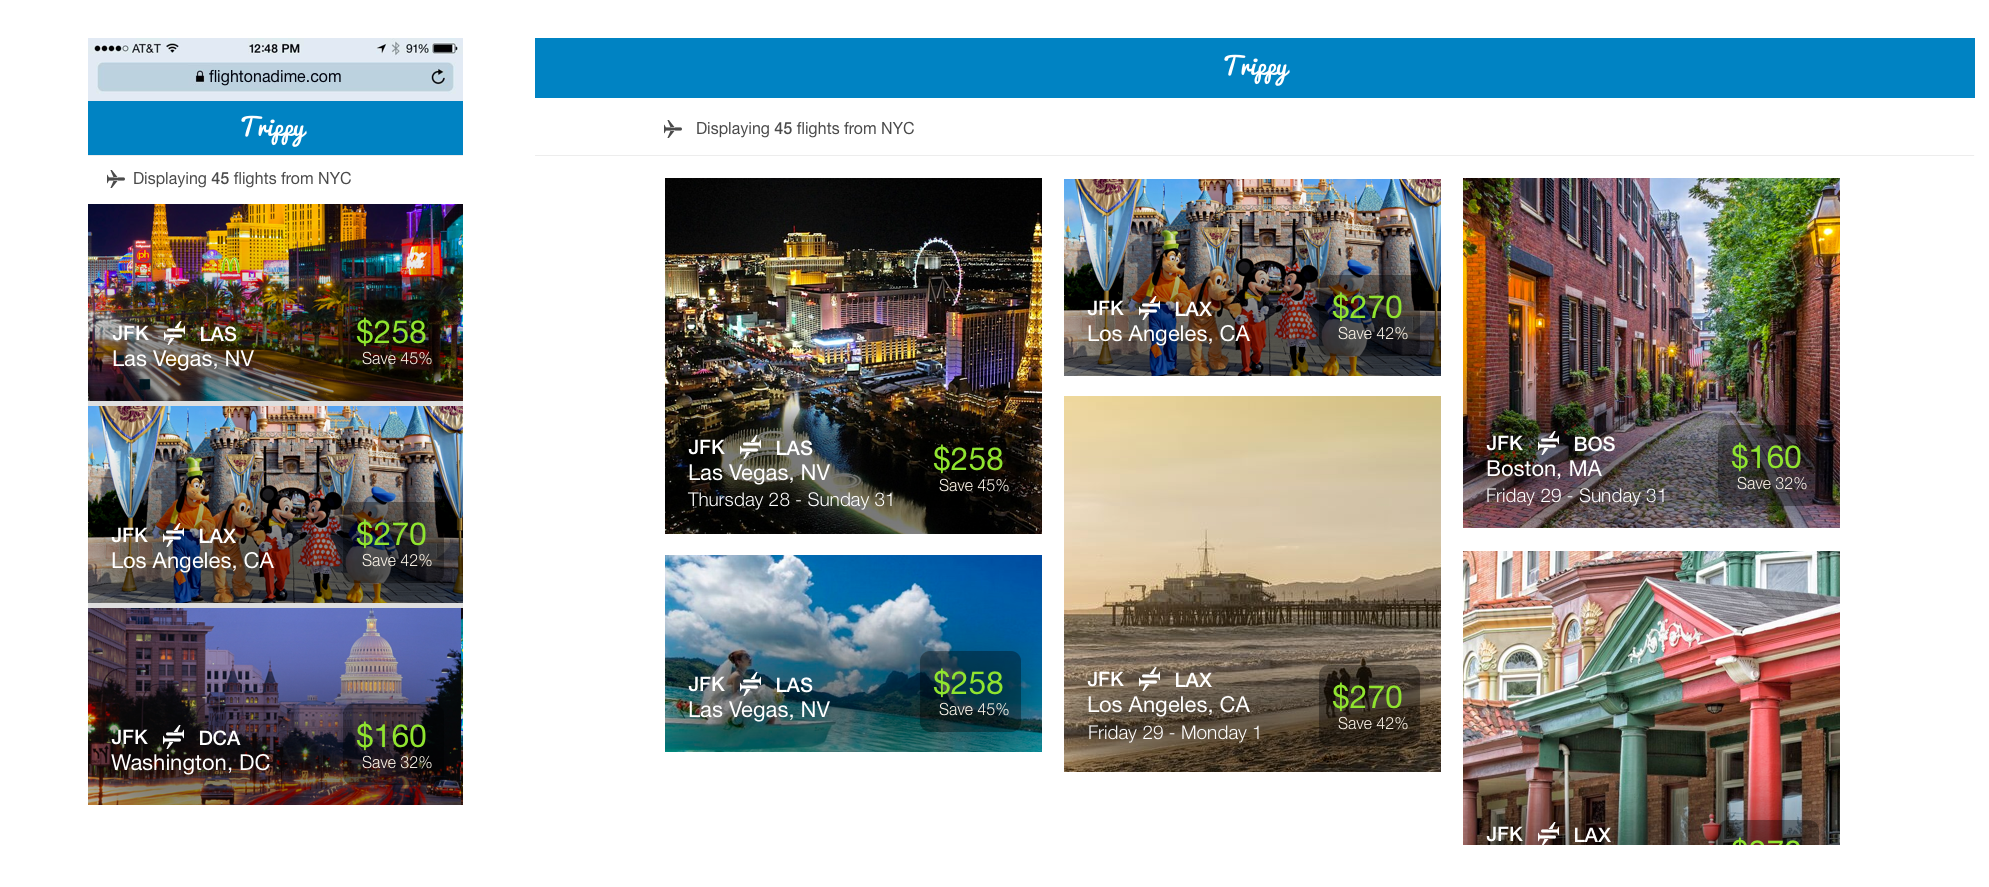 AT&T 12:48 PM 91%
flightonadime.com
Trippy
Displaying 45 flights from NYC
JFK LAS $258
Las Vegas, NV Save 45%
JFK LAX $270
Los Angeles, CA Save 42%
JFK DCA $160
Washington, DC Save 32%
Trippy
Displaying 45 flights from NYC
JFK LAS $258
Las Vegas, NV Save 45%
Thursday 28 - Sunday 31
JFK LAS $258
Las Vegas, NV Save 45%
JFK LAX $270
Los Angeles, CA Save 42%
JFK LAX $270
Los Angeles, CA Save 42%
Friday 29 - Monday 1
JFK BOS $160
Boston, MA Save 32%
Friday 29 - Sunday 31
JFK LAX